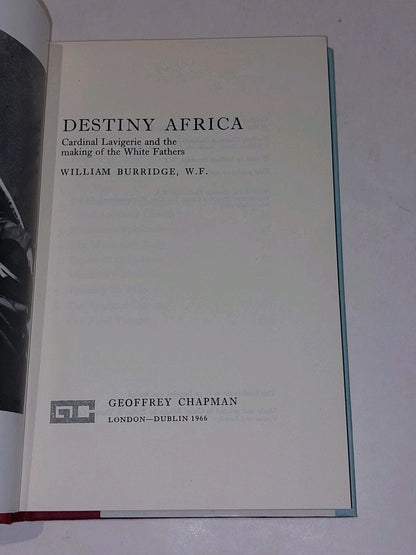 DESTINY AFRICA
Cardinal Lavigerie and the
making of the White Fathers
WILLIAM BURRIDGE, W.F.
GC
GEOFFREY CHAPMAN
LONDON—DUBLIN 1966